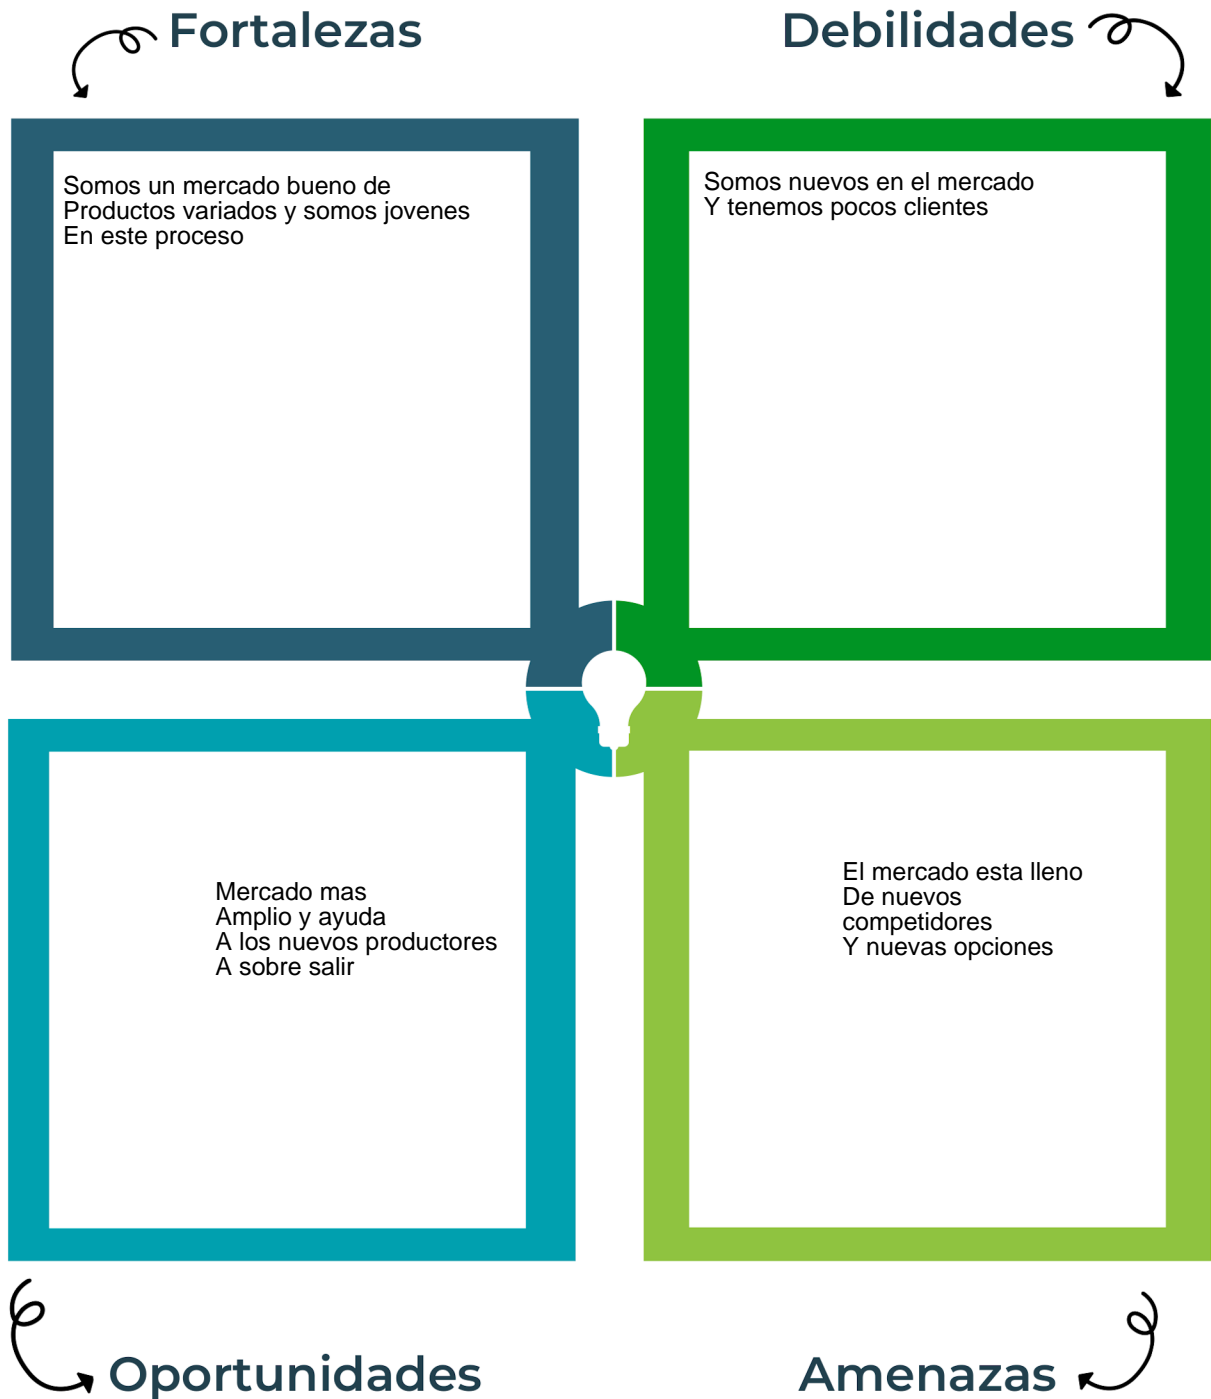 Fortalezas
Debilidades
Somos un mercado bueno de
Productos variados y somos jovenes
En este proceso
Somos nuevos en el mercado
Y tenemos pocos clientes
Mercado mas
Amplio y ayuda
A los nuevos productores
A sobre salir
El mercado esta lleno
De nuevos
competidores
Y nuevas opciones
Oportunidades
Amenazas